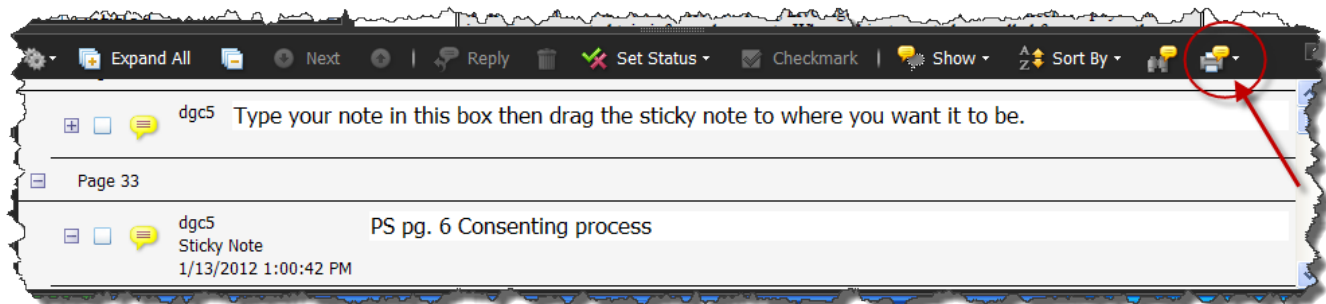 Expand All Next Reply Set Status Checkmark Show A Z Sort By
dgc5 Type your note in this box then drag the sticky note to where you want it to be.
Page 33
dgc5 PS pg. 6 Consenting process
Sticky Note
1/13/2012 1:00:42 PM